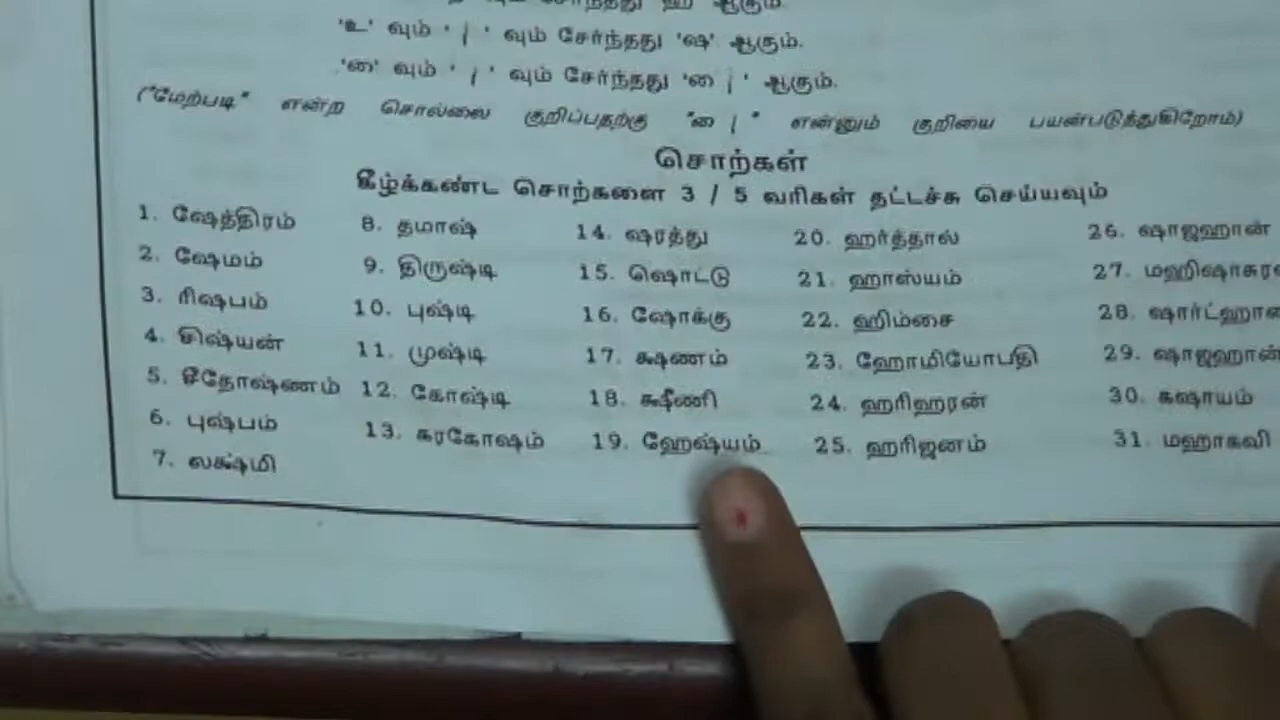 'உ' வும் ' / ' வும் சேர்ந்தது 'ஷ' ஆகும்.
'ை' வும் ' / ' வும் சேர்ந்தது 'ை / ' ஆகும்.
("மேற்படி" என்ற சொல்லை குறிப்பதற்கு "ை / " என்னும் குறியை பயன்படுத்துகிறோம்)
சொற்கள்
கீழ்க்கண்ட சொற்களை 3 / 5 வரிகள் தட்டச்சு செய்யவும்
1. க்ஷேத்திரம் 8. தமாஷ் 14. ஷரத்து 20. ஹர்த்தால் 26. ஷாஜஹான்
2. க்ஷேமம் 9. திருஷ்டி 15. ஷொட்டு 21. ஹாஸ்யம்
3. ரிஷபம் 10. புஷ்டி 16. ஷோக்கு 22. ஹிம்சை
4. சிஷ்யன் 11. முஷ்டி 17. க்ஷணம் 23. ஹோமியோபதி 29. ஷாஜஹான்
5. சீதோஷ்ணம் 12. கோஷ்டி 18. க்ஷீணி 24. ஹரிஹரன் 30. கஷாயம்
6. புஷ்பம் 13. கரகோஷம் 19. ஹேஷ்யம் 25. ஹரிஜனம் 31. மஹாகவி
7. லக்ஷ்மி